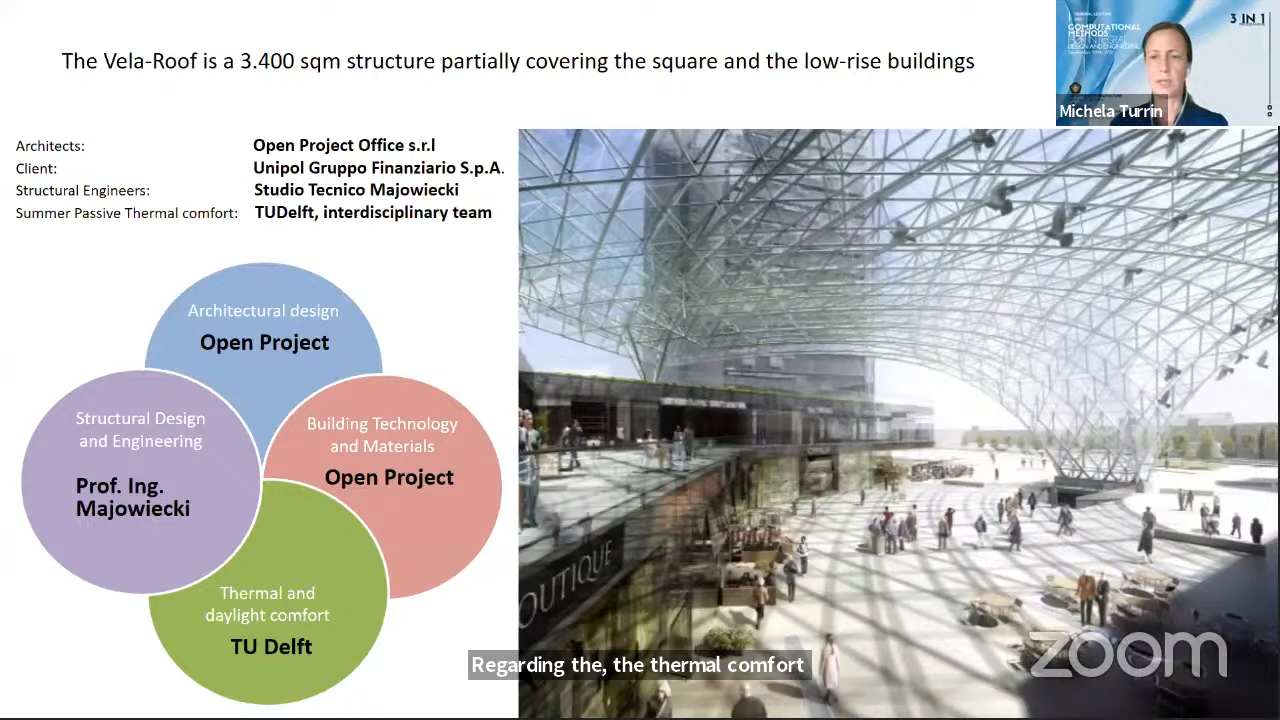 The Vela-Roof is a 3.400 sqm structure partially covering the square and the low-rise buildings
3 IN 1
COMPUTATIONAL
METHODS
DESIGN AND ENGINEERING
Michela Turrin
Architects: Open Project Office s.r.l
Client: Unipol Gruppo Finanziario S.p.A.
Structural Engineers: Studio Tecnico Majowiecki
Summer Passive Thermal comfort: TUDelft, interdisciplinary team
Architectural design
Open Project
Structural Design
and Engineering
Prof. Ing.
Majowiecki
Building Technology
and Materials
Open Project
Thermal and
daylight comfort
TU Delft
OUTIQUE
Regarding the, the thermal comfort
zoom